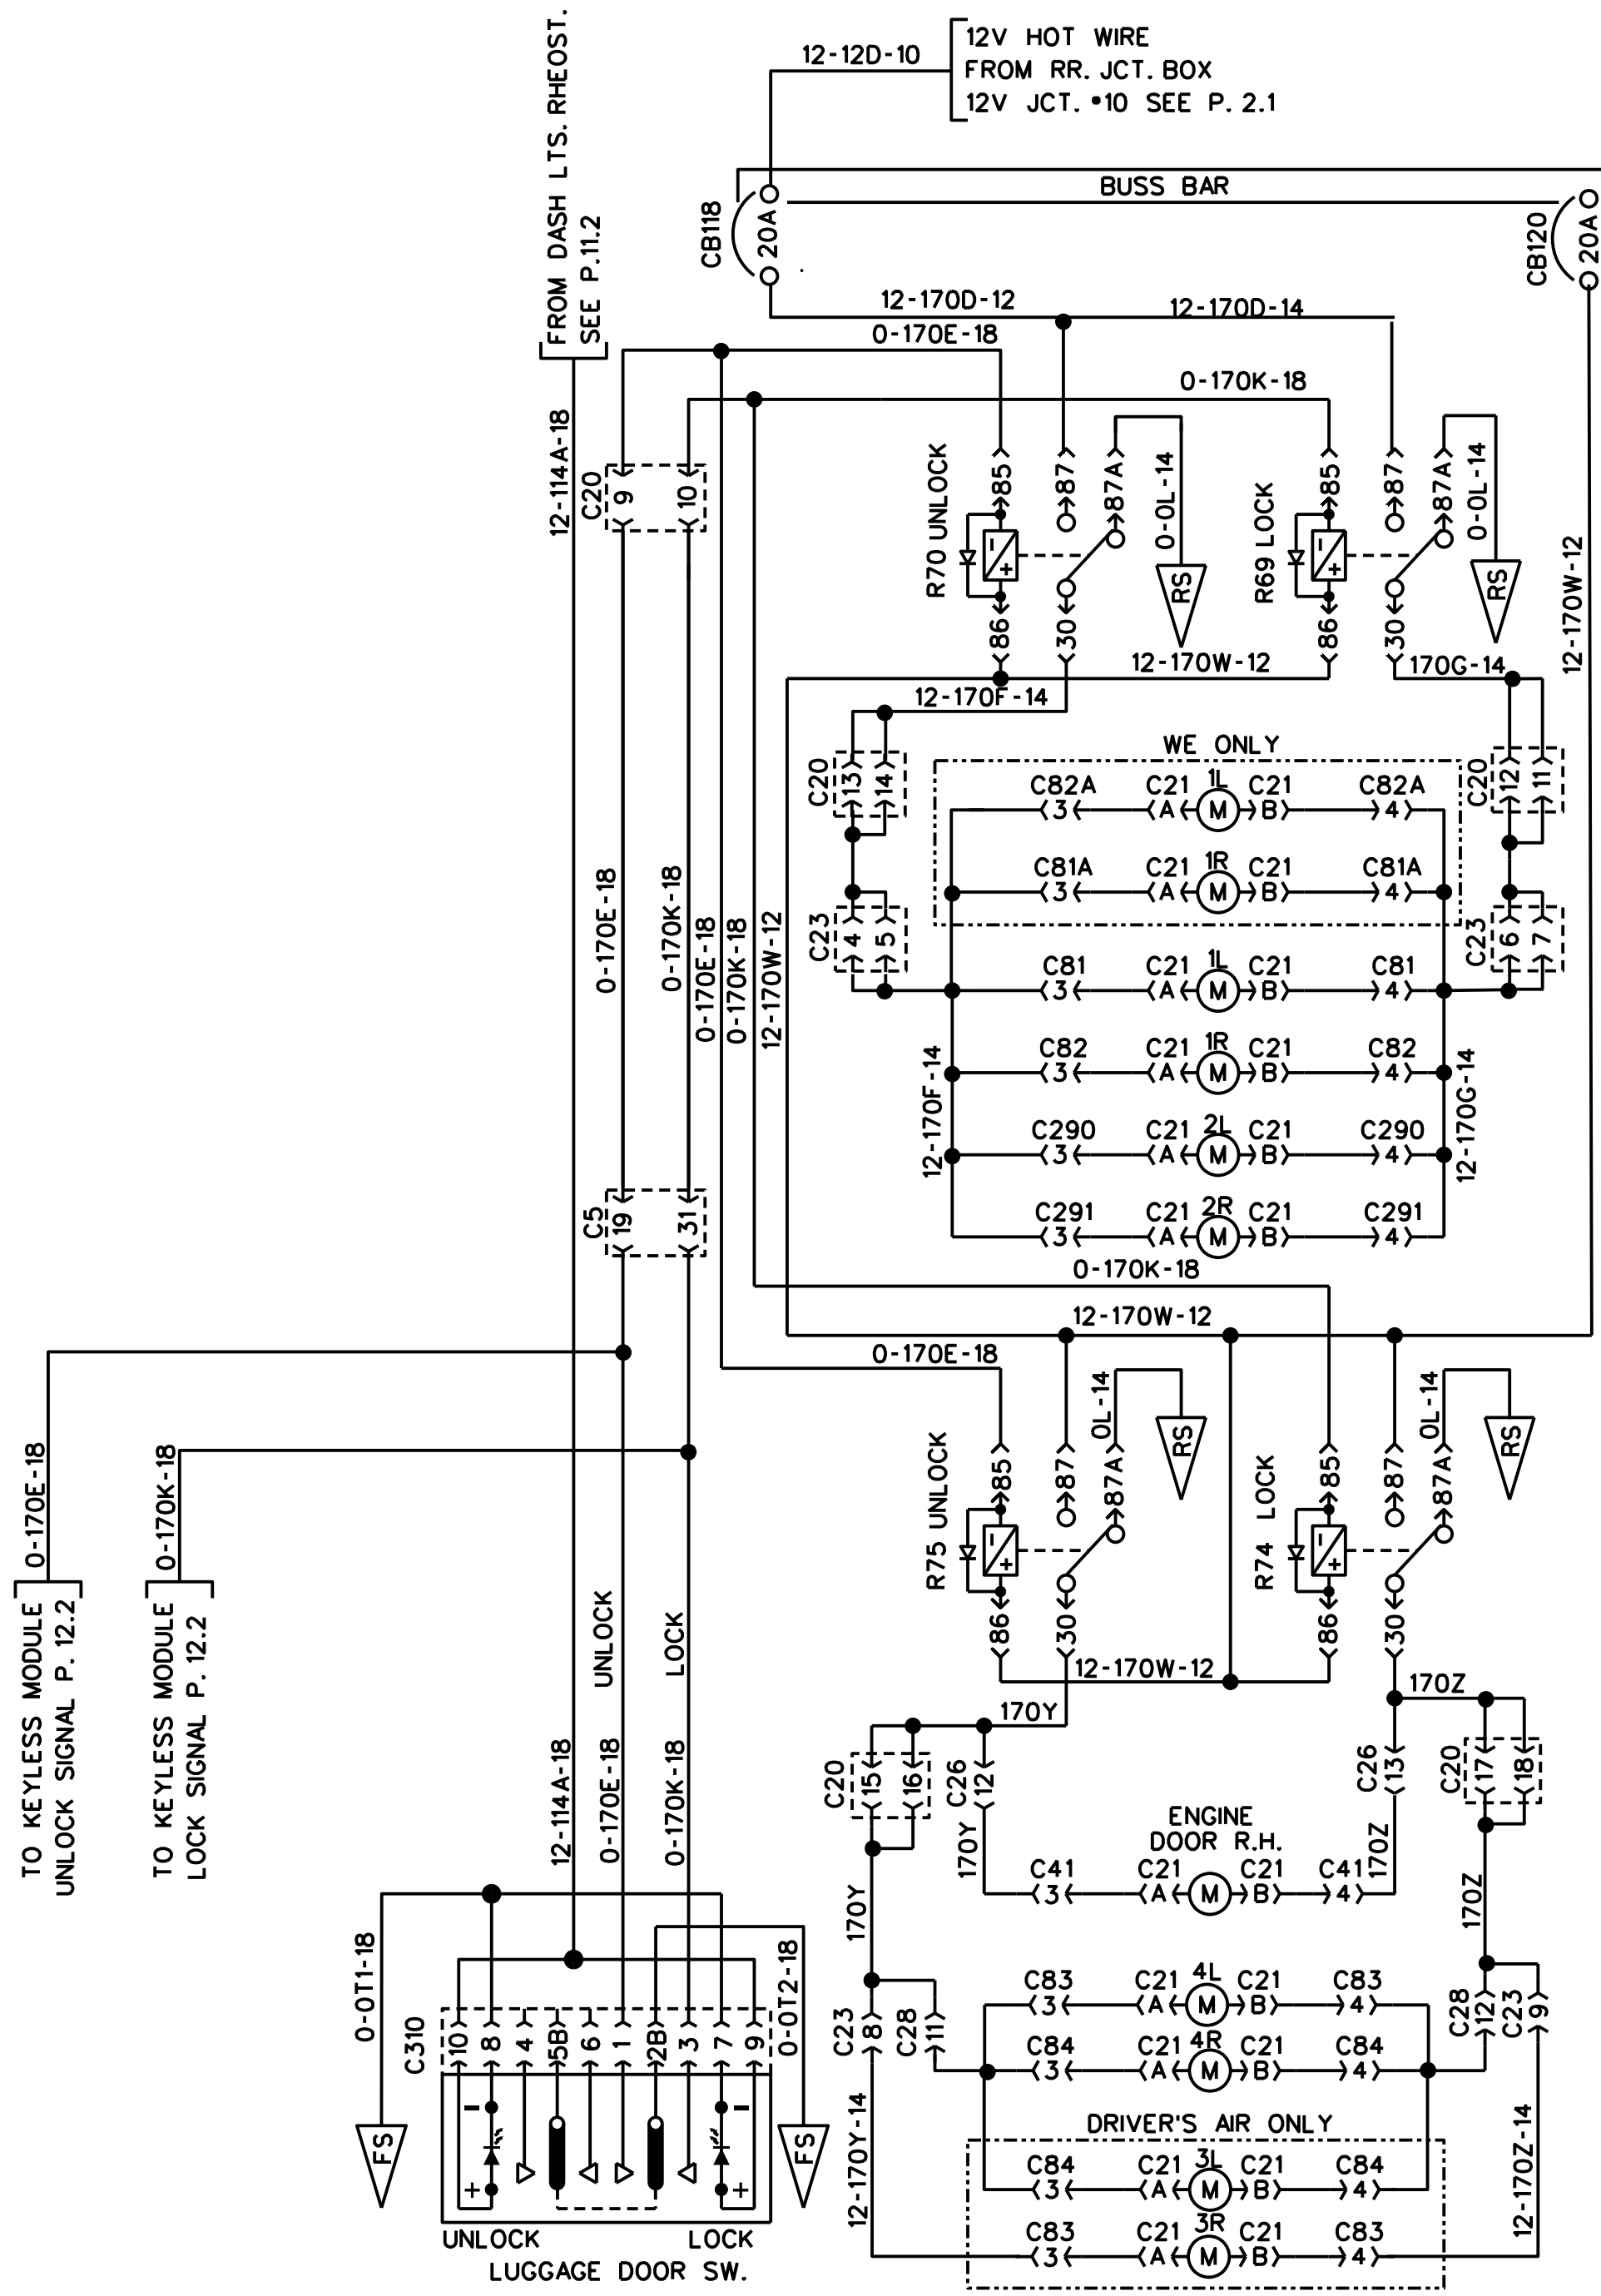 12-12D-10
12V HOT WIRE
FROM RR. JCT. BOX
12V JCT. •10 SEE P. 2.1
FROM DASH LTS. RHEOST.
SEE P.11.2
BUSS BAR
CB118
20A
CB120
20A
12-170D-12
12-170D-14
0-170E-18
0-170K-18
12-114A-18
C20
9
10
R70 UNLOCK
85
87
87A
86
30
0-0L-14
RS
R69 LOCK
85
87
87A
86
30
0-0L-14
RS
12-170W-12
12-170W-12
170G-14
12-170F-14
WE ONLY
C20
13
14
C82A
C21
1L
C21
C82A
3
A
M
B
4
C20
12
11
C81A
C21
1R
C21
C81A
3
A
M
B
4
0-170E-18
0-170K-18
0-170E-18
0-170K-18
12-170W-12
C23
4
5
C23
6
7
C81
C21
1L
C21
C81
3
A
M
B
4
C82
C21
1R
C21
C82
3
A
M
B
4
12-170F-14
12-170G-14
C290
C21
2L
C21
C290
3
A
M
B
4
C291
C21
2R
C21
C291
3
A
M
B
4
C5
19
31
0-170K-18
12-170W-12
0-170E-18
0-170E-18
0-170K-18
R75 UNLOCK
85
87
87A
86
30
0L-14
RS
R74 LOCK
85
87
87A
86
30
0L-14
RS
TO KEYLESS MODULE
UNLOCK SIGNAL P. 12.2
TO KEYLESS MODULE
LOCK SIGNAL P. 12.2
UNLOCK
LOCK
12-170W-12
170Y
170Z
12-114A-18
0-170E-18
0-170K-18
C20
15
16
C26
12
C26
13
C20
17
18
ENGINE
DOOR R.H.
170Y
170Z
C41
C21
C21
C41
3
A
M
B
4
170Y
170Z
0-0T1-18
0-0T2-18
C23
8
C28
11
C83
C21
4L
C21
C83
3
A
M
B
4
C28
12
C23
9
C84
C21
4R
C21
C84
3
A
M
B
4
C310
10
8
4
5B
6
1
2B
3
7
9
-
-
+
+
FS
FS
12-170Y-14
12-170Z-14
DRIVER'S AIR ONLY
C84
C21
3L
C21
C84
3
A
M
B
4
C83
C21
3R
C21
C83
3
A
M
B
4
UNLOCK
LOCK
LUGGAGE DOOR SW.